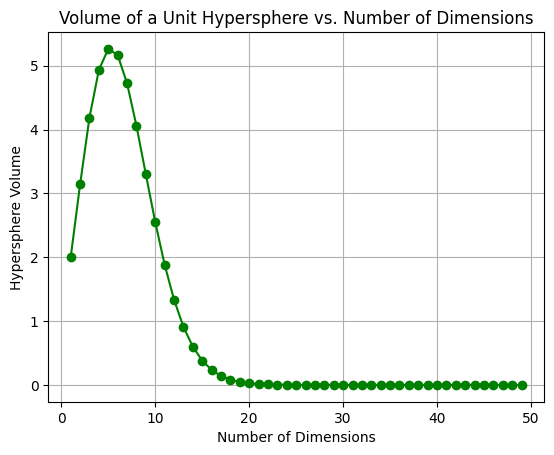 Volume of a Unit Hypersphere vs. Number of Dimensions
Hypersphere Volume
5
4
3
2
1
0
0 10 20 30 40 50
Number of Dimensions